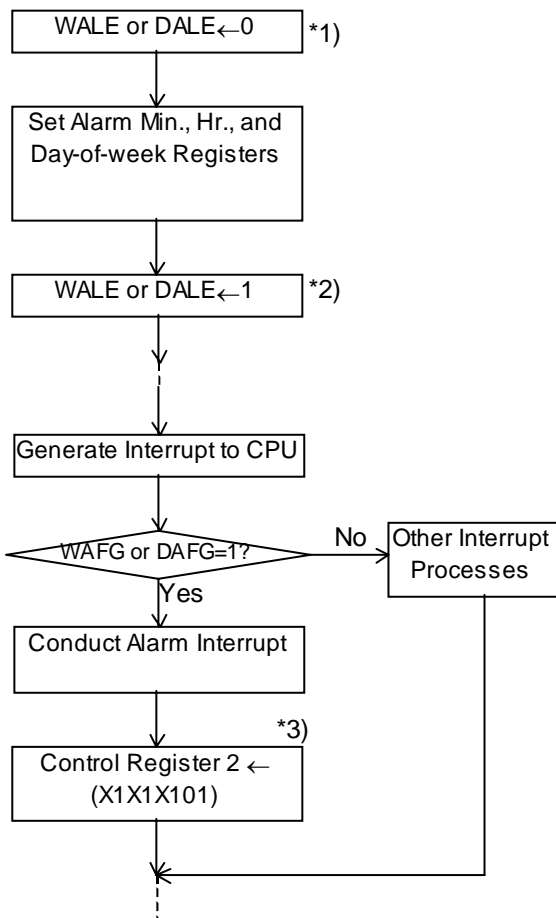 WALE or DALE←0
*1)
Set Alarm Min., Hr., and
Day-of-week Registers
WALE or DALE←1
*2)
Generate Interrupt to CPU
WAFG or DAFG=1?
No
Other Interrupt
Processes
Yes
Conduct Alarm Interrupt
*3)
Control Register 2 ←
(X1X1X101)